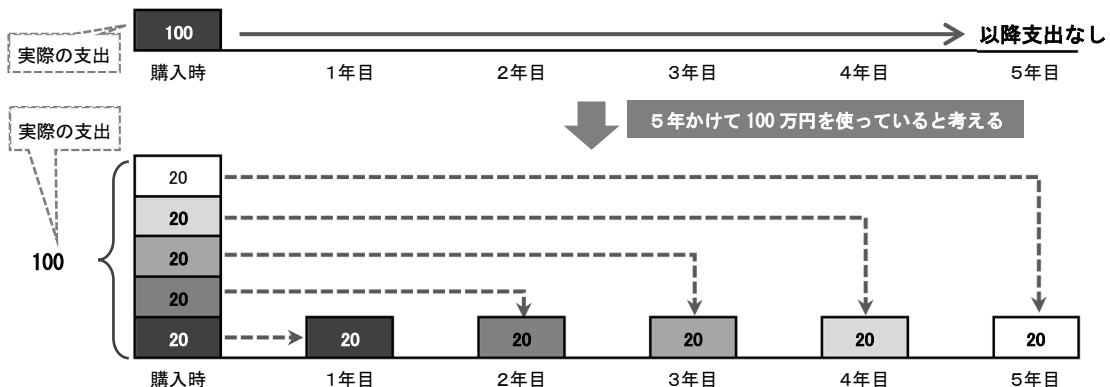 100
以降支出なし
実際の支出
購入時
1年目
2年目
3年目
4年目
5年目
5年かけて100万円を使っていると考える
実際の支出
20
20
20
20
20
100
20
20
20
20
20
購入時
1年目
2年目
3年目
4年目
5年目